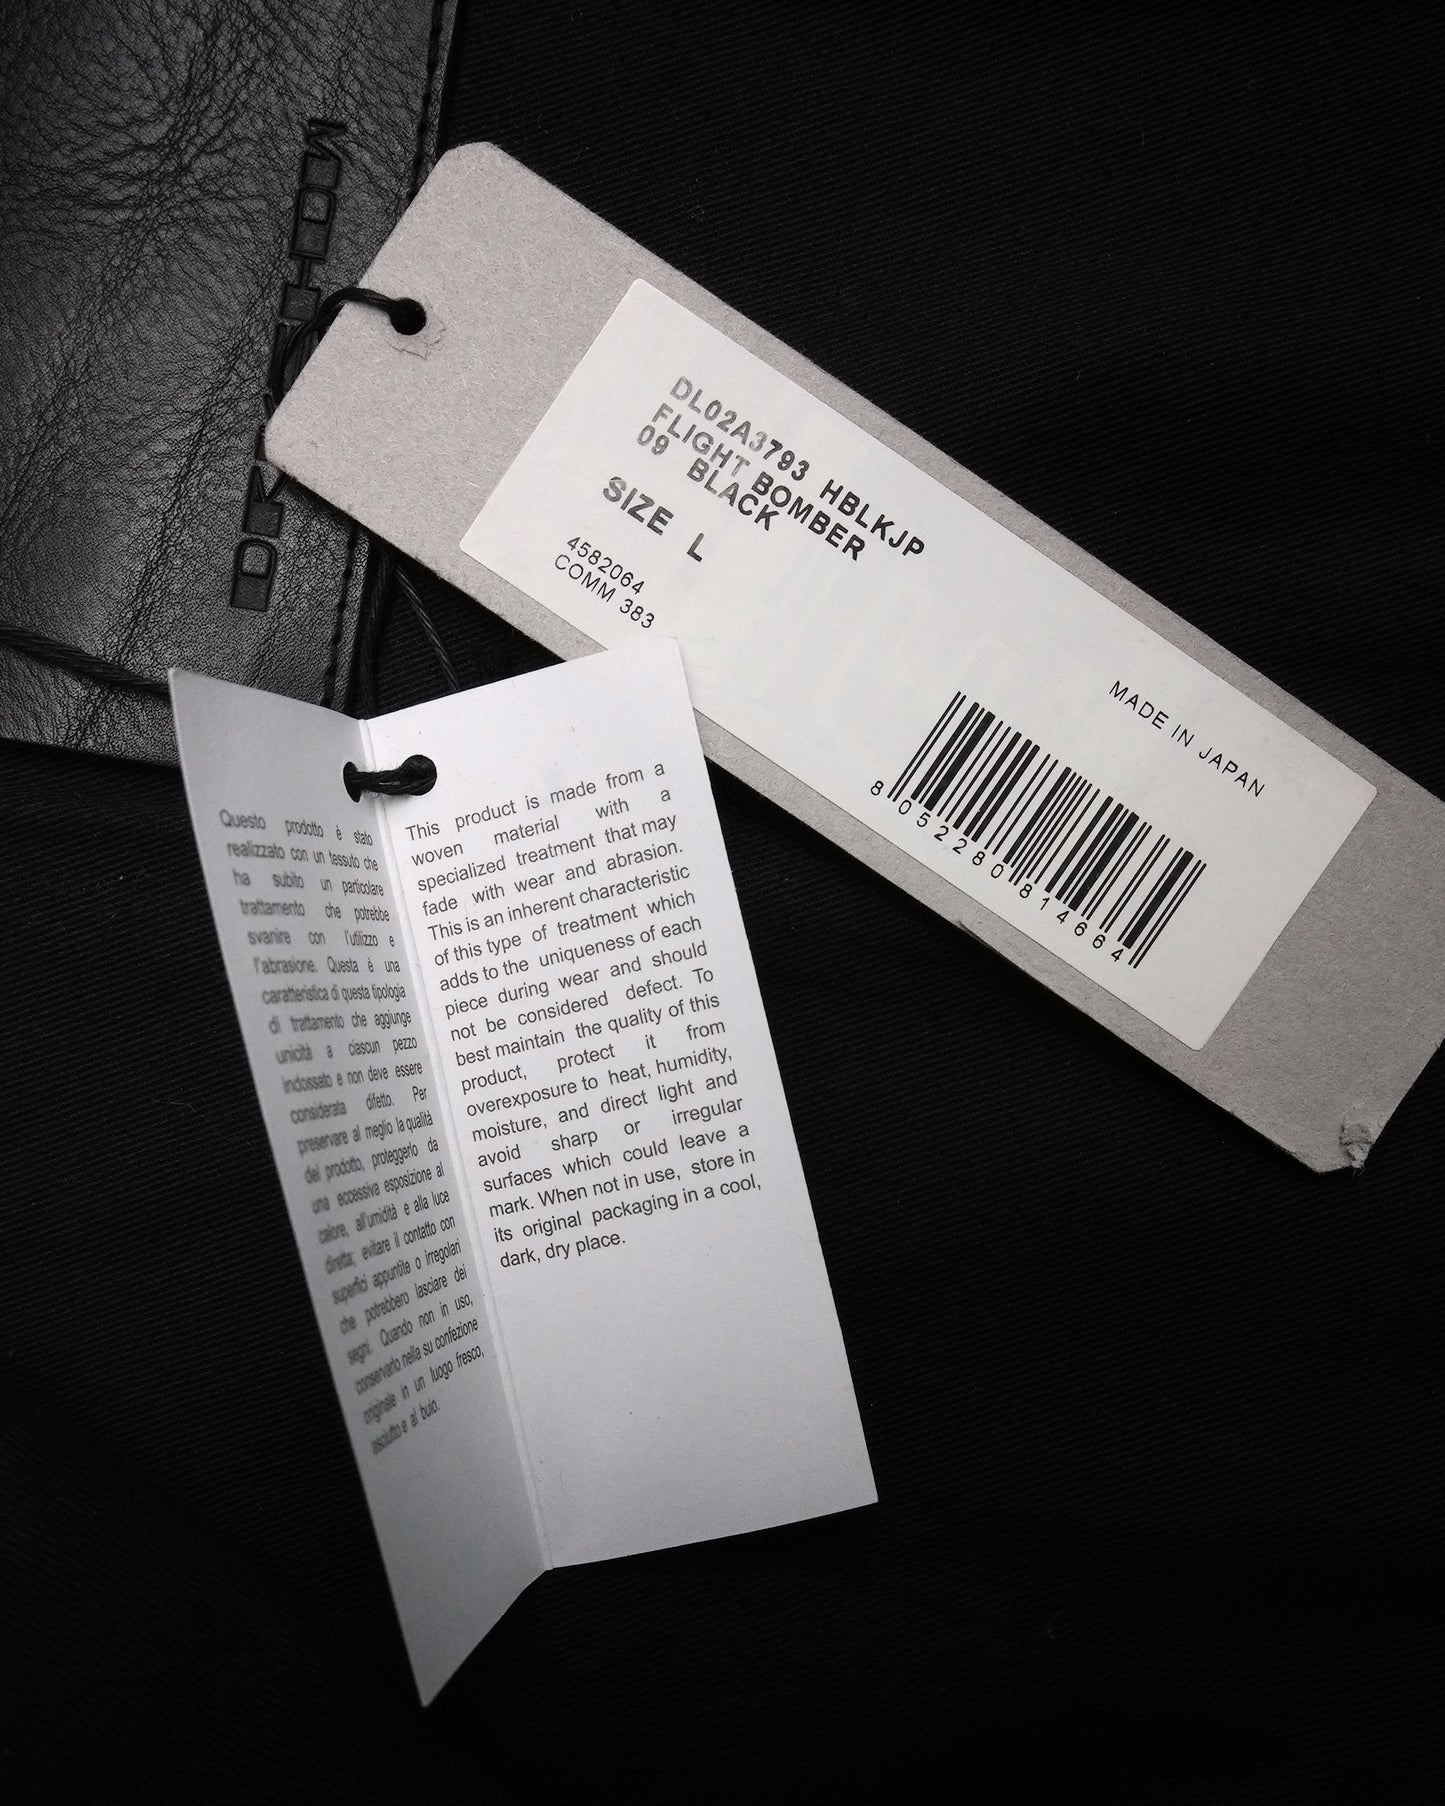 DRKSHDW
DL02A3793 HBLKJP
FLIGHT BOMBER
09 BLACK
SIZE L
4582064
COMM 383
MADE IN JAPAN
8052280814664
Questo prodotto è stato
realizzato con un tessuto che
ha subito un particolare
trattamento che potrebbe
svanire con l'utilizzo e
l'abrasione. Questa è una
caratteristica di questa tipologia
di trattamento che aggiunge
unicità a ciascun pezzo
indossato e non deve essere
considerata difetto. Per
preservare al meglio la qualità
del prodotto, proteggerlo da
una eccessiva esposizione al
calore, all'umidità e alla luce
diretta; evitare il contatto con
superfici appuntite o irregolari
che potrebbero lasciare dei
segni. Quando non in uso,
conservarlo nella su confezione
originale in un luogo fresco,
asciutto e al buio.
This product is made from a
woven material with a
specialized treatment that may
fade with wear and abrasion.
This is an inherent characteristic
of this type of treatment which
adds to the uniqueness of each
piece during wear and should
not be considered defect. To
best maintain the quality of this
product, protect it from
overexposure to heat, humidity,
moisture, and direct light and
avoid sharp or irregular
surfaces which could leave a
mark. When not in use, store in
its original packaging in a cool,
dark, dry place.